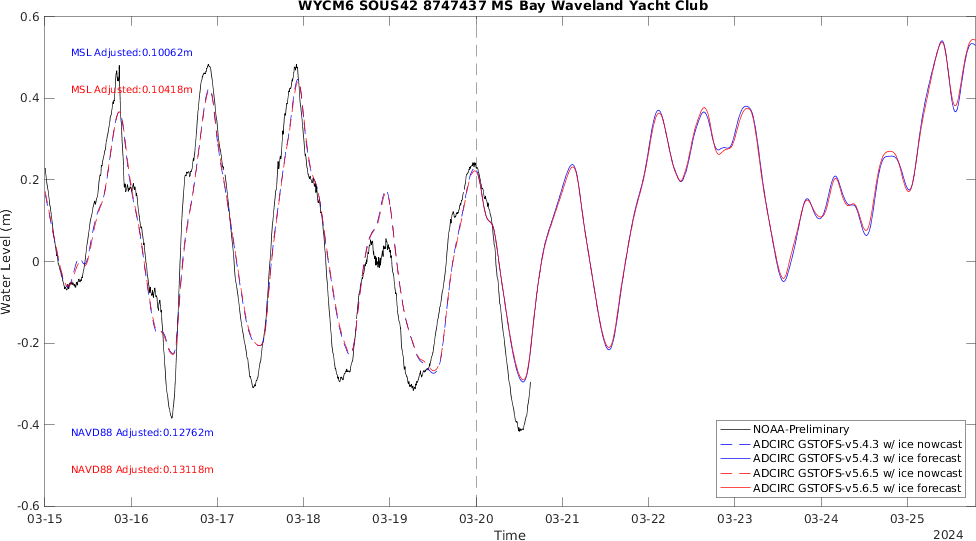 WYCM6 SOUS42 8747437 MS Bay Waveland Yacht Club
0.6
MSL Adjusted:0.10062m
MSL Adjusted:0.10418m
0.4
0.2
0
-0.2
-0.4
-0.6
Water Level (m)
NAVD88 Adjusted:0.12762m
NAVD88 Adjusted:0.13118m
NOAA-Preliminary
ADCIRC GSTOFS-v5.4.3 w/ ice nowcast
ADCIRC GSTOFS-v5.4.3 w/ ice forecast
ADCIRC GSTOFS-v5.6.5 w/ ice nowcast
ADCIRC GSTOFS-v5.6.5 w/ ice forecast
03-15 03-16 03-17 03-18 03-19 03-20 03-21 03-22 03-23 03-24 03-25
Time
2024